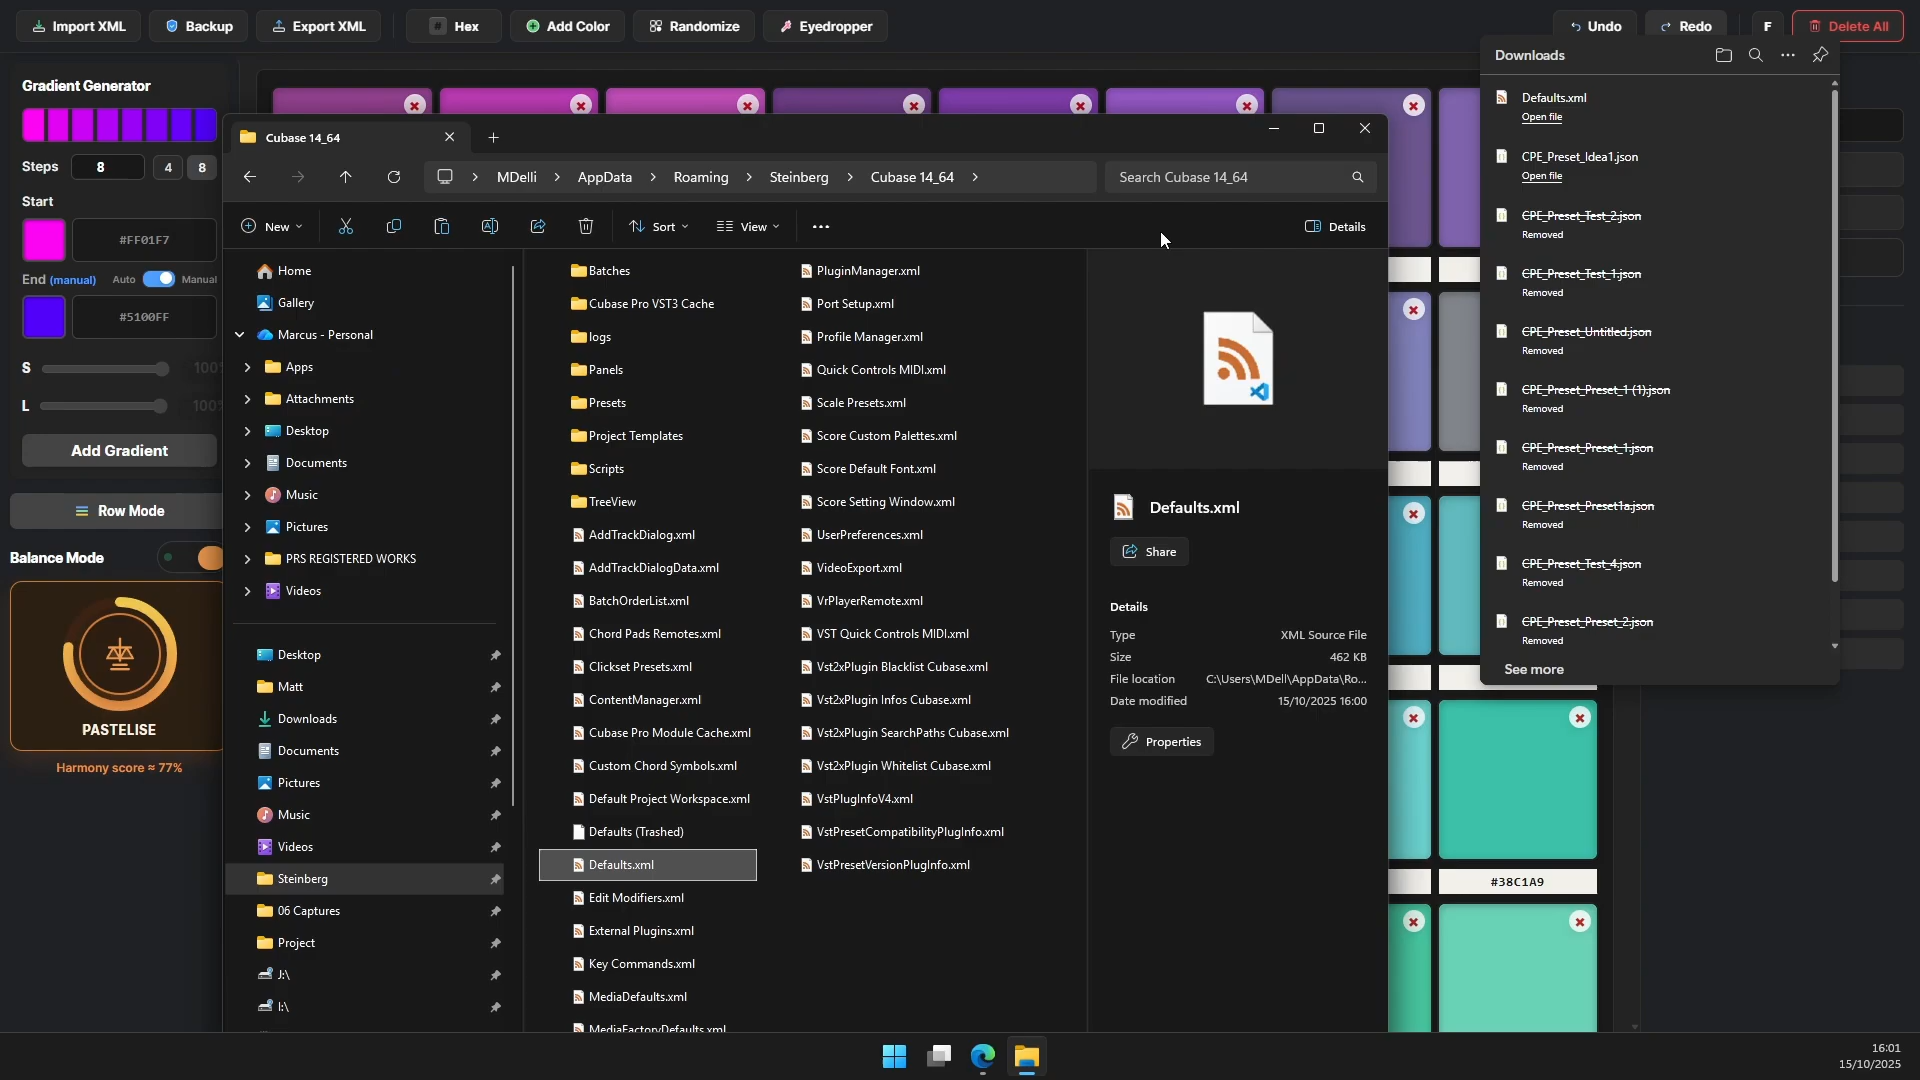 Import XML
Backup
Export XML
# Hex
Add Color
Randomize
Eyedropper
Undo
Redo
F
Delete All
Gradient Generator
Steps
8
4
8
Start
#FF01F7
End (manual)
Auto
Manual
#5100FF
S
100%
L
100%
Add Gradient
Row Mode
Balance Mode
PASTELISE
Harmony score ≈ 77%
Cubase 14_64
MDelli
AppData
Roaming
Steinberg
Cubase 14_64
Search Cubase 14_64
New
Sort
View
Details
Home
Gallery
Marcus - Personal
Apps
Attachments
Desktop
Documents
Music
Pictures
PRS REGISTERED WORKS
Videos
Desktop
Matt
Downloads
Documents
Pictures
Music
Videos
Steinberg
06 Captures
Project
J:\
I:\
Batches
Cubase Pro VST3 Cache
logs
Panels
Presets
Project Templates
Scripts
TreeView
AddTrackDialog.xml
AddTrackDialogData.xml
BatchOrderList.xml
Chord Pads Remotes.xml
Clickset Presets.xml
ContentManager.xml
Cubase Pro Module Cache.xml
Custom Chord Symbols.xml
Default Project Workspace.xml
Defaults (Trashed)
Defaults.xml
Edit Modifiers.xml
External Plugins.xml
Key Commands.xml
MediaDefaults.xml
MediaFactoryDefaults.xml
PluginManager.xml
Port Setup.xml
Profile Manager.xml
Quick Controls MIDI.xml
Scale Presets.xml
Score Custom Palettes.xml
Score Default Font.xml
Score Setting Window.xml
UserPreferences.xml
VideoExport.xml
VrPlayerRemote.xml
VST Quick Controls MIDI.xml
Vst2xPlugin Blacklist Cubase.xml
Vst2xPlugin Infos Cubase.xml
Vst2xPlugin SearchPaths Cubase.xml
Vst2xPlugin Whitelist Cubase.xml
VstPlugInfoV4.xml
VstPresetCompatibilityPlugInfo.xml
VstPresetVersionPlugInfo.xml
Defaults.xml
Share
Details
Type XML Source File
Size 462 KB
File location C:\Users\MDell\AppData\Ro...
Date modified 15/10/2025 16:00
Properties
Downloads
Defaults.xml
Open file
CPE_Preset_Idea1.json
Open file
CPE_Preset_Test_2.json
Removed
CPE_Preset_Test_1.json
Removed
CPE_Preset_Untitled.json
Removed
CPE_Preset_Preset_1 (1).json
Removed
CPE_Preset_Preset_1.json
Removed
CPE_Preset_Preset1a.json
Removed
CPE_Preset_Test_4.json
Removed
CPE_Preset_Preset_2.json
Removed
See more
#38C1A9
16:01
15/10/2025